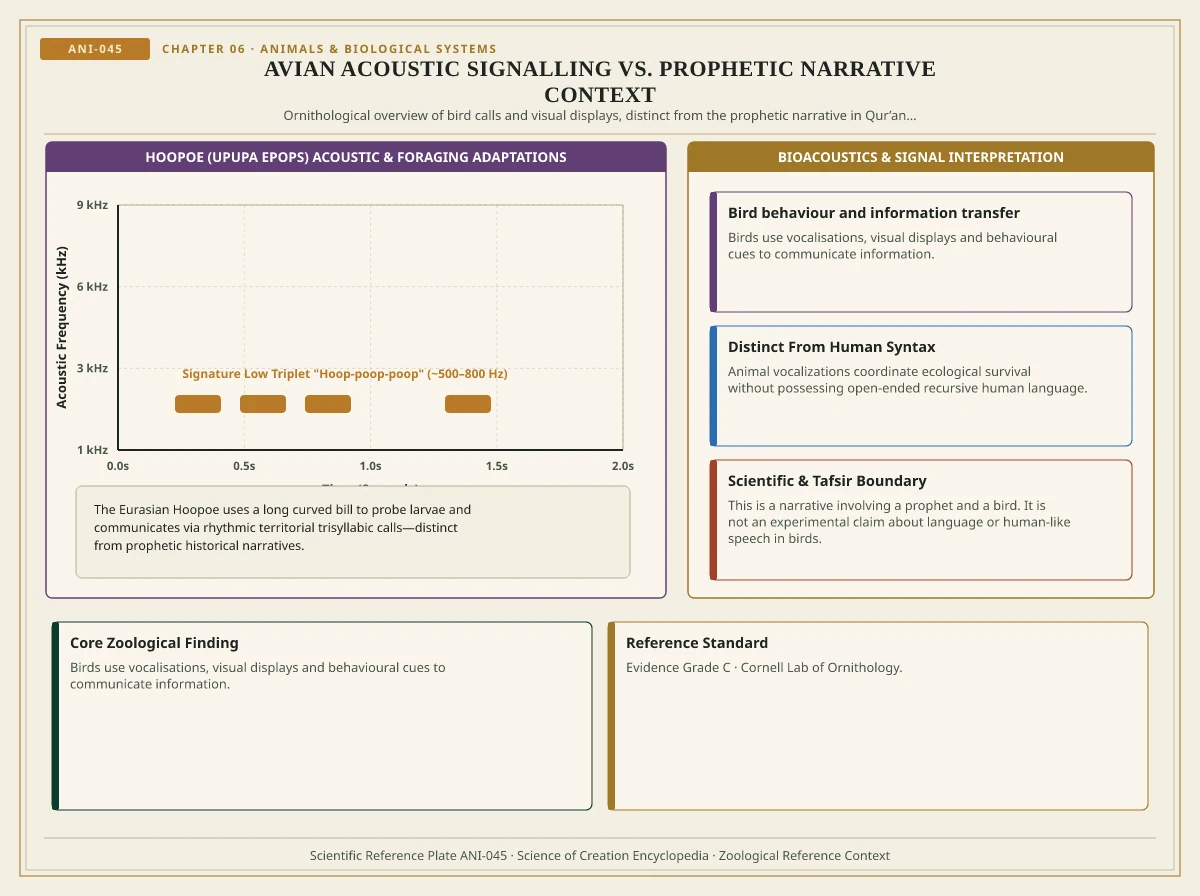 ANI-045
CHAPTER 06 · ANIMALS & BIOLOGICAL SYSTEMS
AVIAN ACOUSTIC SIGNALLING VS. PROPHETIC NARRATIVE
CONTEXT
Ornithological overview of bird calls and visual displays, distinct from the prophetic narrative in Qur’an…
HOOPOE (UPUPA EPOPS) ACOUSTIC & FORAGING ADAPTATIONS
Acoustic Frequency (kHz)
9 kHz
6 kHz
3 kHz
Signature Low Triplet "Hoop-poop-poop" (~500–800 Hz)
1 kHz
0.0s
0.5s
1.0s
1.5s
2.0s
The Eurasian Hoopoe uses a long curved bill to probe larvae and
communicates via rhythmic territorial trisyllabic calls—distinct
from prophetic historical narratives.
BIOACOUSTICS & SIGNAL INTERPRETATION
Bird behaviour and information transfer
Birds use vocalisations, visual displays and behavioural
cues to communicate information.
Distinct From Human Syntax
Animal vocalizations coordinate ecological survival
without possessing open-ended recursive human language.
Scientific & Tafsir Boundary
This is a narrative involving a prophet and a bird. It is
not an experimental claim about language or human-like
speech in birds.
Core Zoological Finding
Birds use vocalisations, visual displays and behavioural cues to
communicate information.
Reference Standard
Evidence Grade C · Cornell Lab of Ornithology.
Scientific Reference Plate ANI-045 · Science of Creation Encyclopedia · Zoological Reference Context